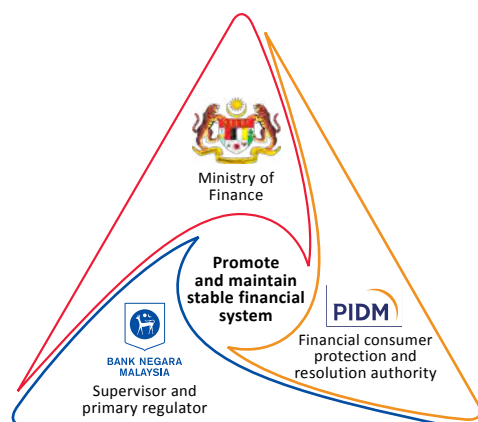 Ministry of
Finance
Promote
and maintain
stable financial
system
PIDM
Financial consumer
protection and
resolution authority
BANK NEGARA
MALAYSIA
Supervisor and
primary regulator